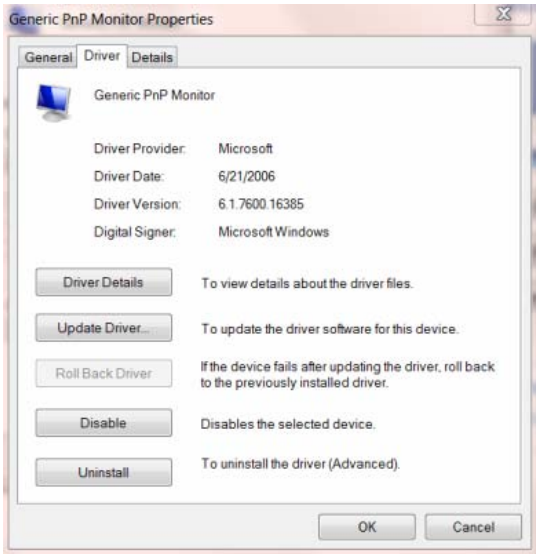 Generic PnP Monitor Properties
General Driver Details
Generic PnP Monitor
Driver Provider: Microsoft
Driver Date: 6/21/2006
Driver Version: 6.1.7600.16385
Digital Signer: Microsoft Windows
Driver Details To view details about the driver files.
Update Driver... To update the driver software for this device.
Roll Back Driver If the device fails after updating the driver, roll back
to the previously installed driver.
Disable Disables the selected device.
Uninstall To uninstall the driver (Advanced).
OK Cancel